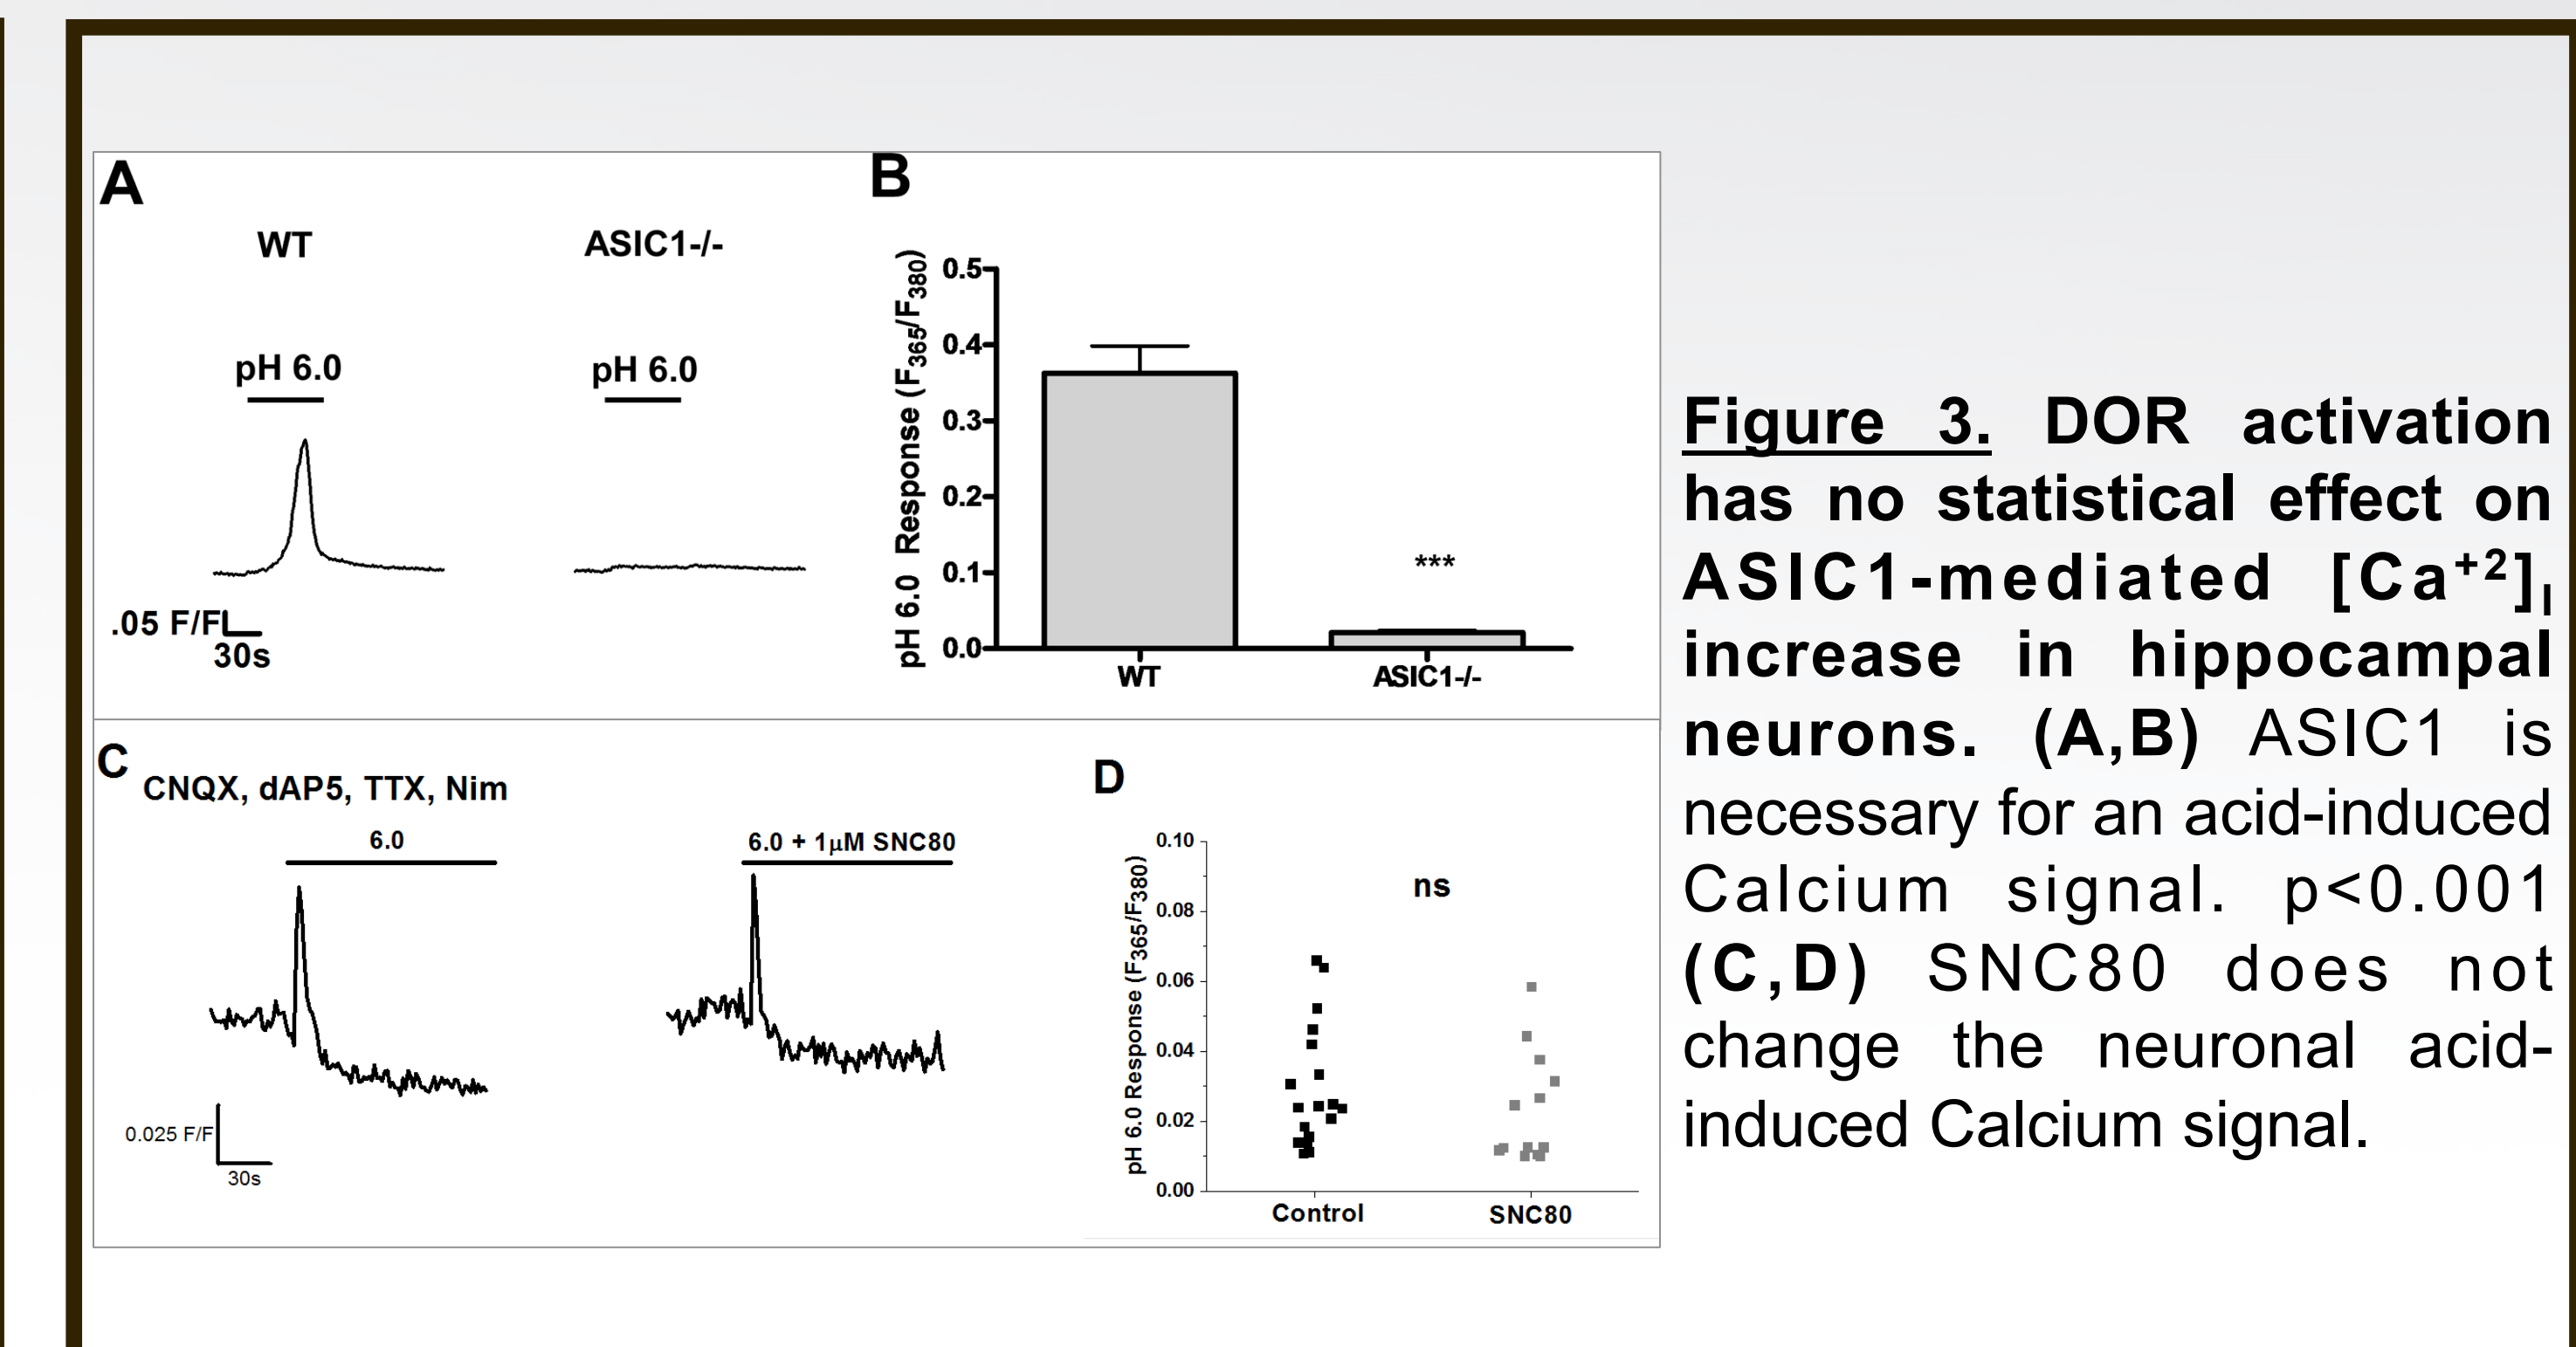 A
WT
ASIC1-/-
pH 6.0
pH 6.0
.05 F/F
30s
B
pH 6.0 Response (F365/F380)
0.5
0.4
0.3
0.2
0.1
0.0
***
WT
ASIC1-/-
C
CNQX, dAP5, TTX, Nim
6.0
6.0 + 1μM SNC80
0.025 F/F
30s
D
pH 6.0 Response (F365/F380)
0.10
0.08
0.06
0.04
0.02
0.00
ns
Control
SNC80
Figure 3. DOR activation
has no statistical effect on
ASIC1-mediated [Ca+2]I
increase in hippocampal
neurons. (A,B) ASIC1 is
necessary for an acid-induced
Calcium signal. p<0.001
(C,D) SNC80 does not
change the neuronal acid-
induced Calcium signal.